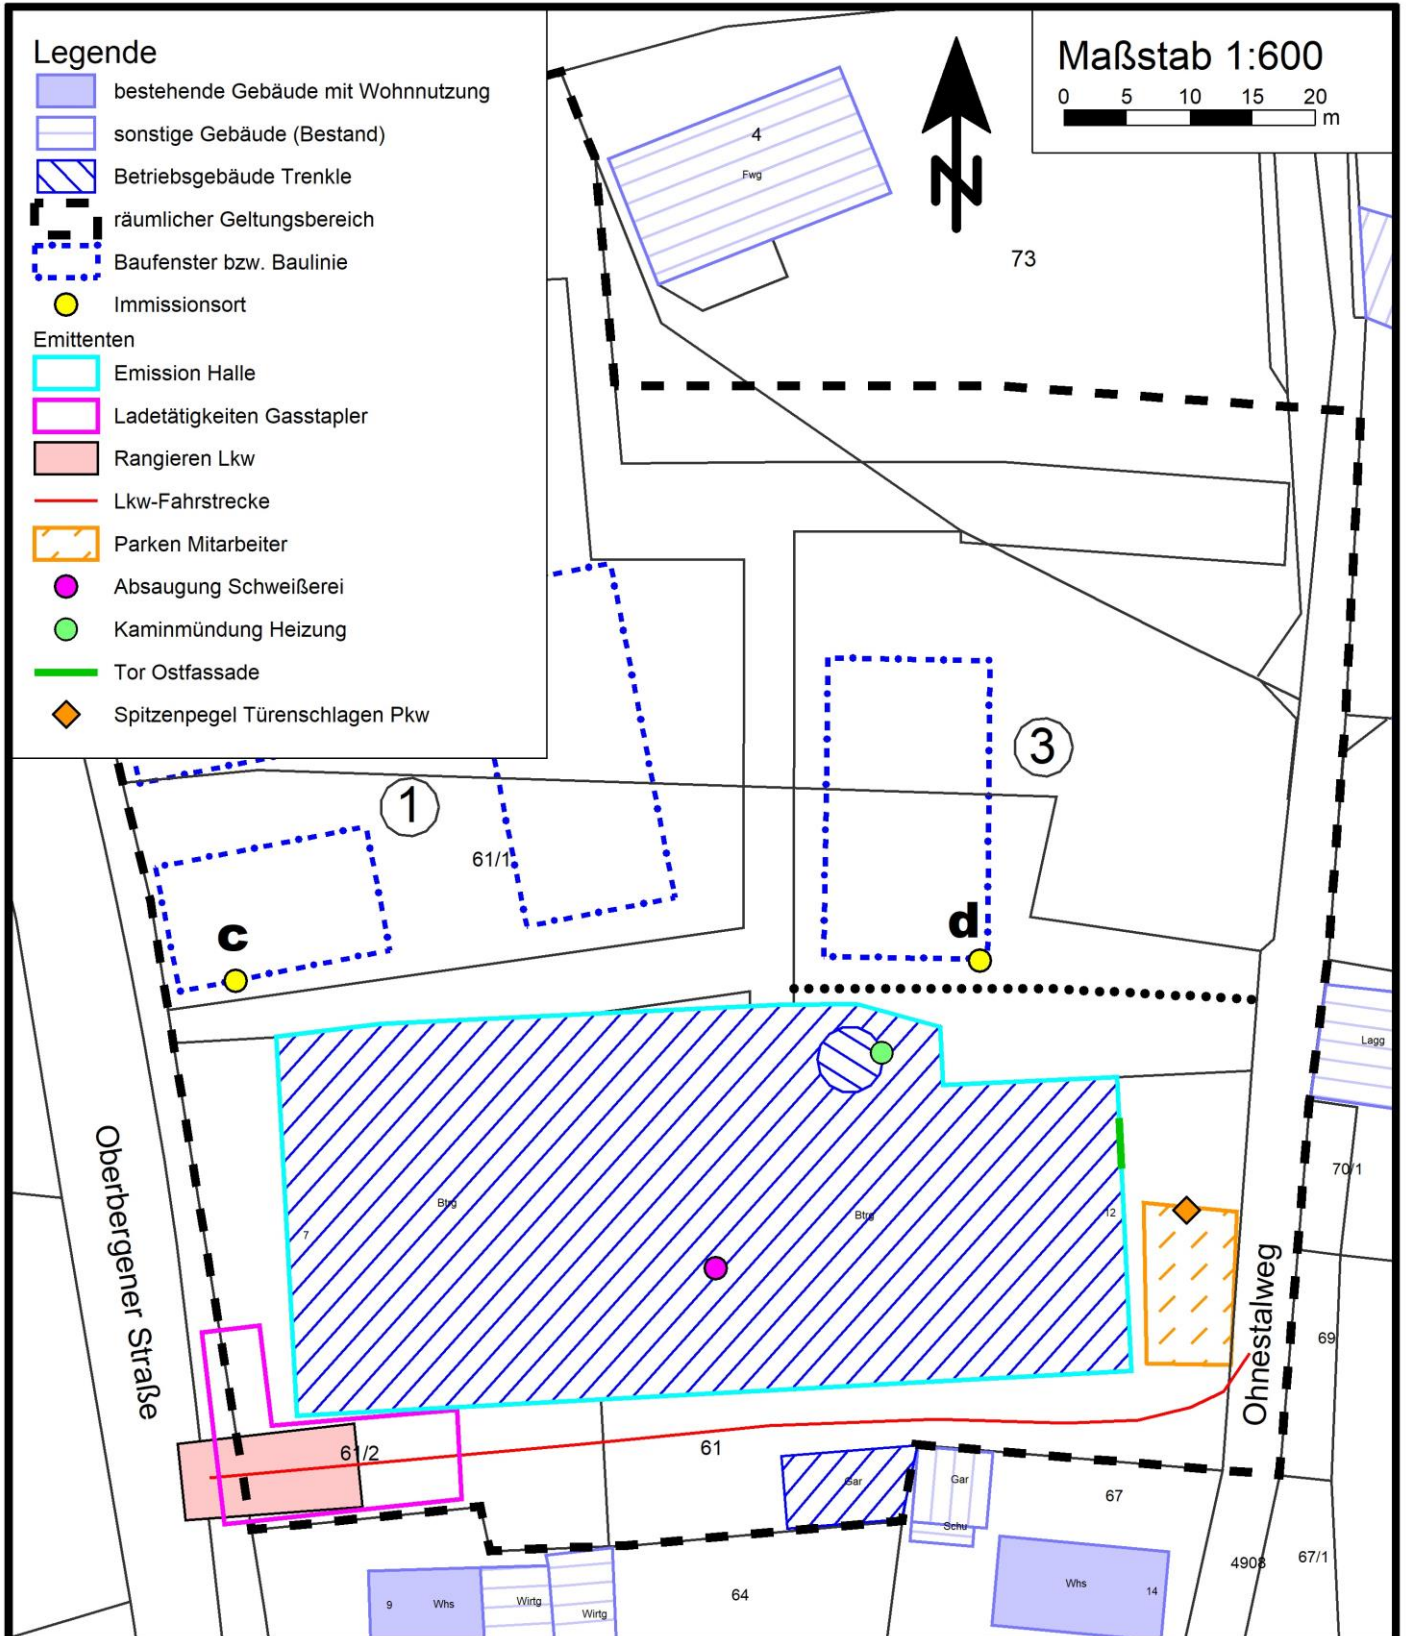 Legende
bestehende Gebäude mit Wohnnutzung
sonstige Gebäude (Bestand)
Betriebsgebäude Trenkle
räumlicher Geltungsbereich
Baufenster bzw. Baulinie
Immissionsort
Emittenten
Emission Halle
Ladetätigkeiten Gasstapler
Rangieren Lkw
Lkw-Fahrstrecke
Parken Mitarbeiter
Absaugung Schweißerei
Kaminmündung Heizung
Tor Ostfassade
Spitzenpegel Türenschlagen Pkw
Maßstab 1:600
0 5 10 15 20
m
N
4
Fwg
73
3
1
61/1
c
d
Lagg
Oberbergener Straße
70/1
Btrg
Btrg
7
12
Ohnestalweg
69
61/2
61
Gar
Gar
Schu
67
4908
67/1
64
9
Whs
Wirtg
Wirtg
Whs
14